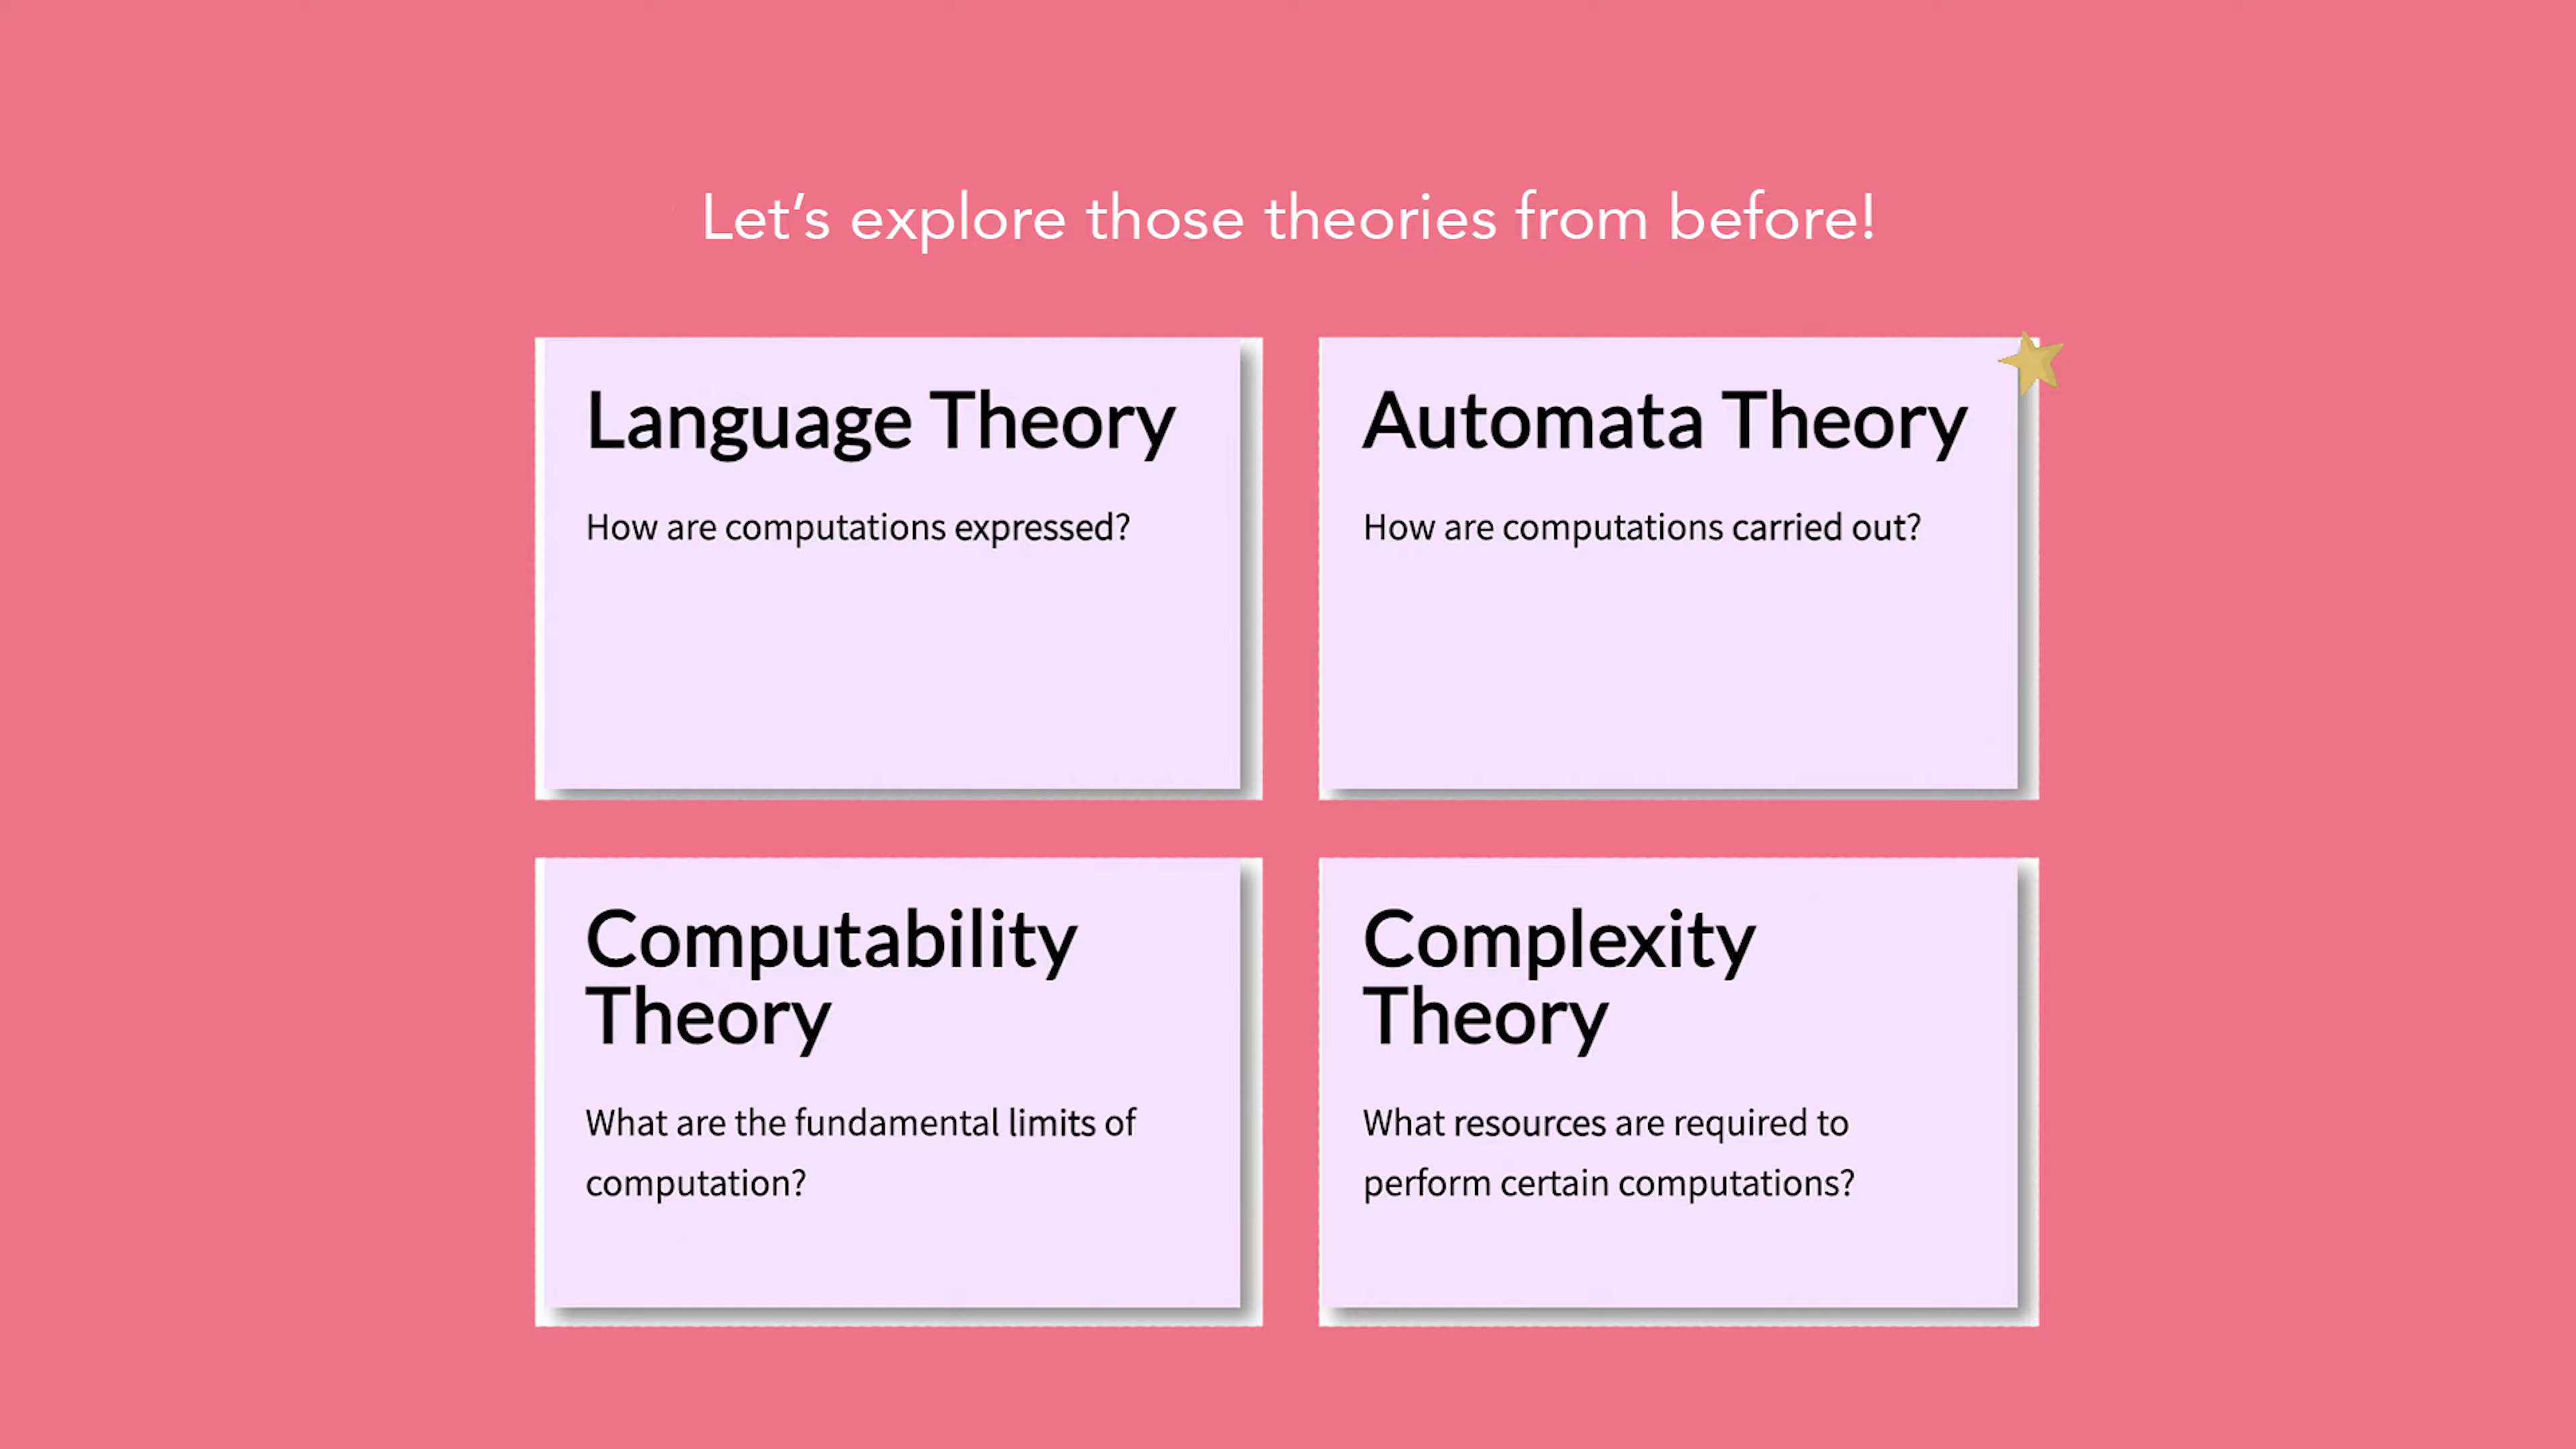 Let’s explore those theories from before!
Language Theory
How are computations expressed?
Automata Theory
How are computations carried out?
Computability
Theory
What are the fundamental limits of
computation?
Complexity
Theory
What resources are required to
perform certain computations?